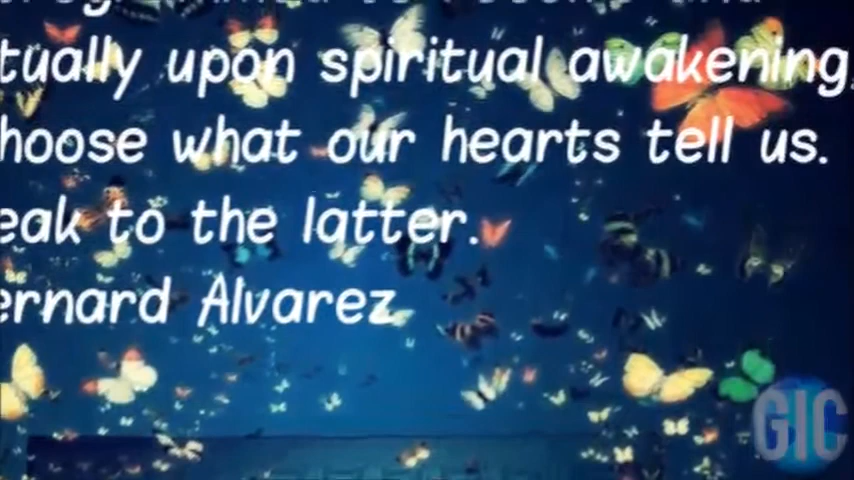 tually upon spiritual awakening,
hoose what our hearts tell us.
eak to the latter.
ernard Alvarez
GIC